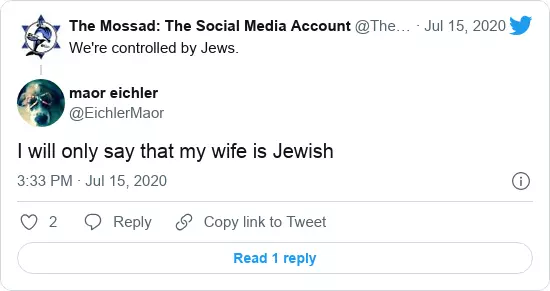 The Mossad: The Social Media Account @The… · Jul 15, 2020
We're controlled by Jews.
maor eichler
@EichlerMaor
I will only say that my wife is Jewish
3:33 PM · Jul 15, 2020
2 Reply Copy link to Tweet
Read 1 reply